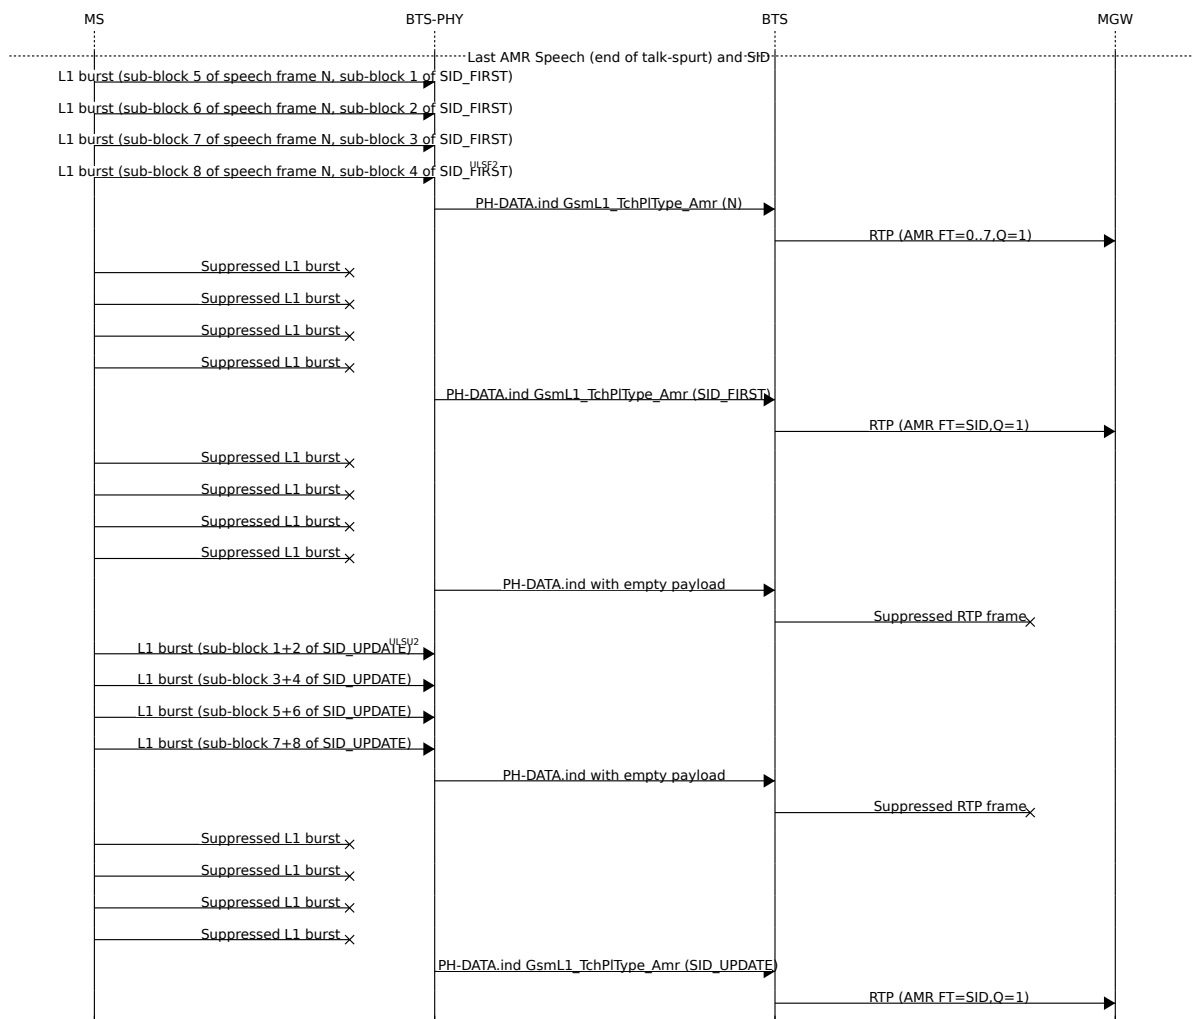 MS BTS-PHY BTS MGW
Last AMR Speech (end of talk-spurt) and SID
L1 burst (sub-block 5 of speech frame N, sub-block 1 of SID_FIRST)
L1 burst (sub-block 6 of speech frame N, sub-block 2 of SID_FIRST)
L1 burst (sub-block 7 of speech frame N, sub-block 3 of SID_FIRST)
ULSF2
L1 burst (sub-block 8 of speech frame N, sub-block 4 of SID_FIRST)
PH-DATA.ind GsmL1_TchPlType_Amr (N)
RTP (AMR FT=0..7,Q=1)
Suppressed L1 burst
Suppressed L1 burst
Suppressed L1 burst
Suppressed L1 burst
PH-DATA.ind GsmL1_TchPlType_Amr (SID_FIRST)
RTP (AMR FT=SID,Q=1)
Suppressed L1 burst
Suppressed L1 burst
Suppressed L1 burst
Suppressed L1 burst
PH-DATA.ind with empty payload
Suppressed RTP frame
ULSU2
L1 burst (sub-block 1+2 of SID_UPDATE)
L1 burst (sub-block 3+4 of SID_UPDATE)
L1 burst (sub-block 5+6 of SID_UPDATE)
L1 burst (sub-block 7+8 of SID_UPDATE)
PH-DATA.ind with empty payload
Suppressed RTP frame
Suppressed L1 burst
Suppressed L1 burst
Suppressed L1 burst
Suppressed L1 burst
PH-DATA.ind GsmL1_TchPlType_Amr (SID_UPDATE)
RTP (AMR FT=SID,Q=1)